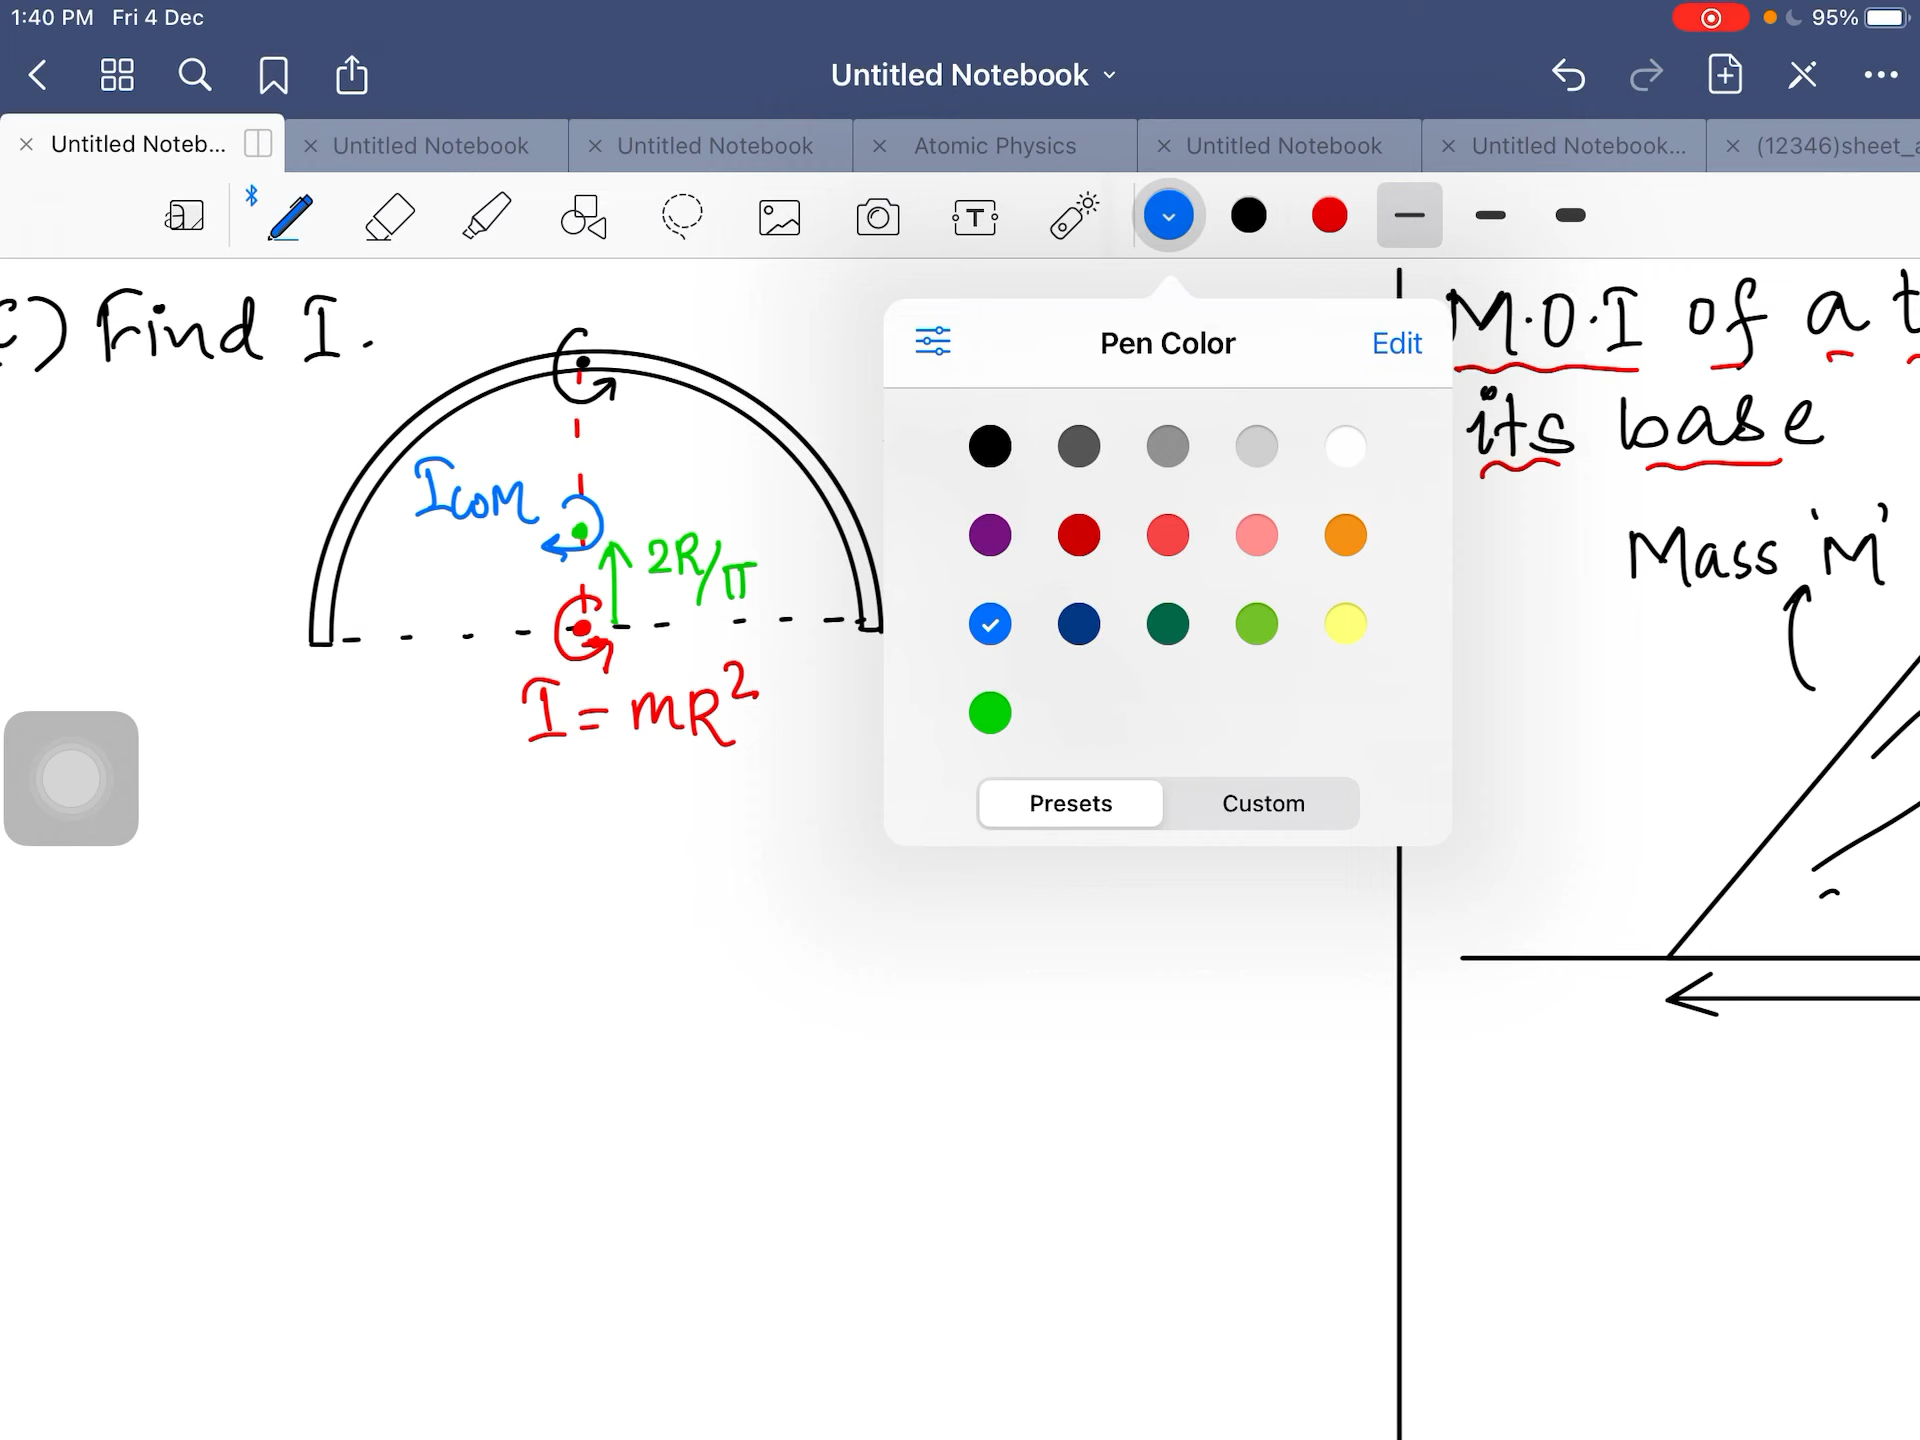 1:40 PM Fri 4 Dec 95%
Untitled Notebook
Untitled Noteb... Untitled Notebook Untitled Notebook Atomic Physics Untitled Notebook Untitled Notebook... (12346)sheet_a
T
) Find I.
ICOM
2R/π
I = mR²
Pen Color Edit
Presets Custom
M.O.I of a t
its base
Mass 'M'